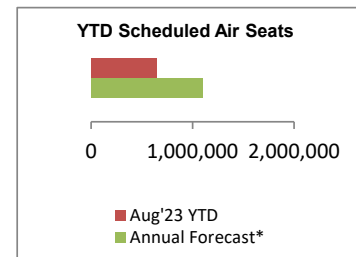 YTD Scheduled Air Seats
0 1,000,000 2,000,000
Aug'23 YTD
Annual Forecast*